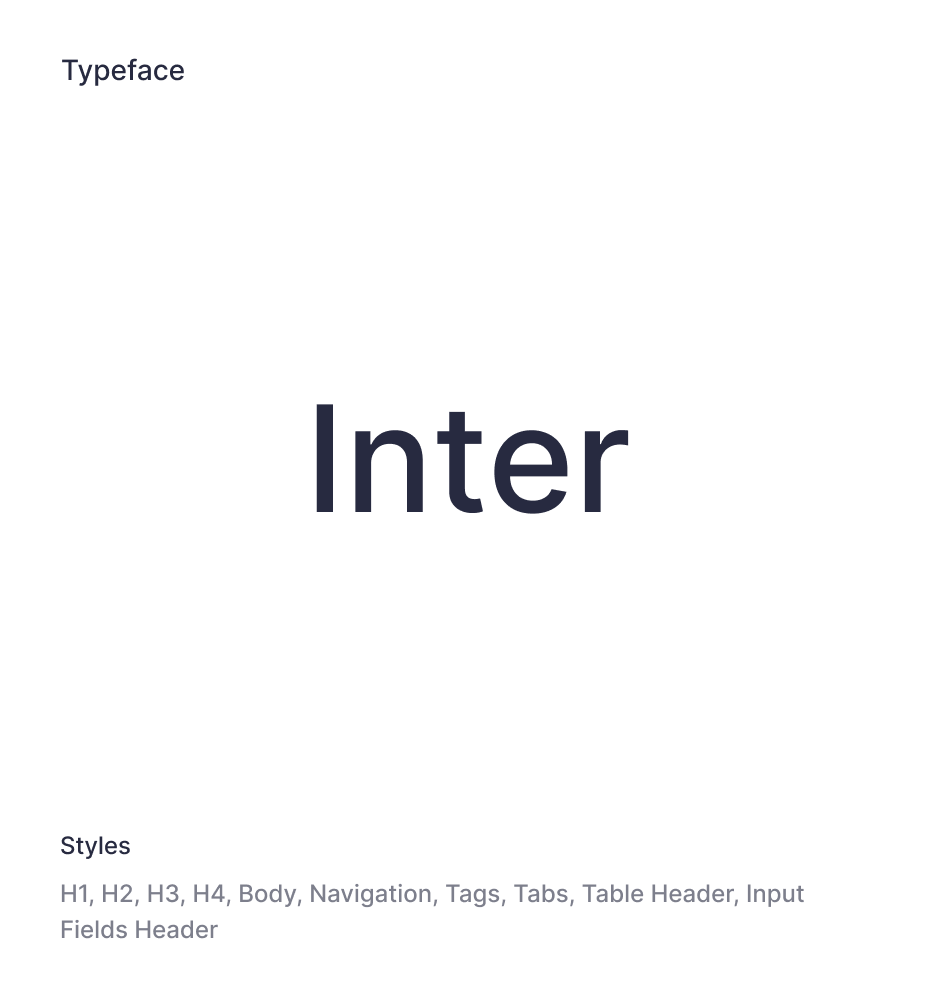 Typeface
Inter
Styles
H1, H2, H3, H4, Body, Navigation, Tags, Tabs, Table Header, Input
Fields Header